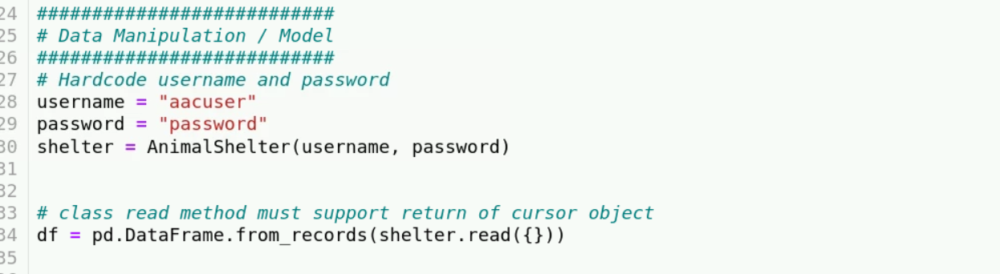 24 ###########################
25 # Data Manipulation / Model
26 ###########################
27 # Hardcode username and password
28 username = "aacuser"
29 password = "password"
30 shelter = AnimalShelter(username, password)
31
32
33 # class read method must support return of cursor object
34 df = pd.DataFrame.from_records(shelter.read({}))
35